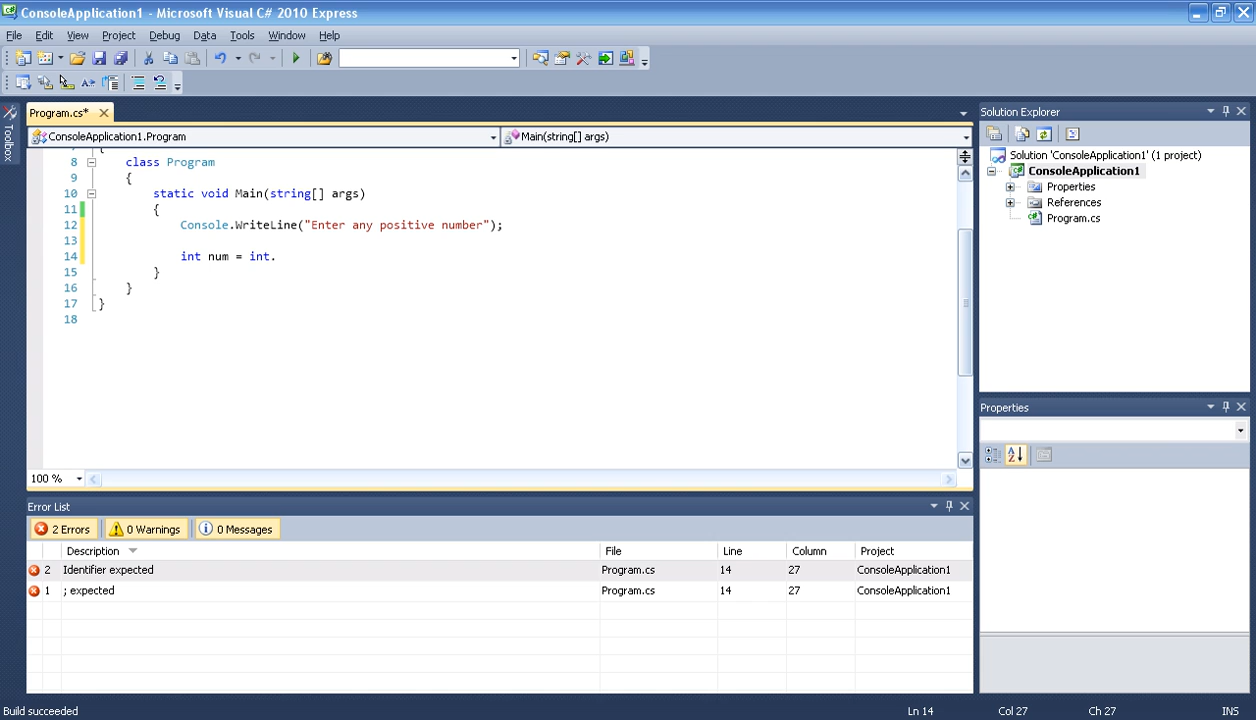 ConsoleApplication1 - Microsoft Visual C# 2010 Express
File Edit View Project Debug Data Tools Window Help
Toolbox
Program.cs*
ConsoleApplication1.Program
Main(string[] args)
8 class Program
9 {
10 static void Main(string[] args)
11 {
12 Console.WriteLine("Enter any positive number");
13
14 int num = int.
15 }
16 }
17 }
18
100 %
Solution Explorer
Solution 'ConsoleApplication1' (1 project)
ConsoleApplication1
Properties
References
Program.cs
Properties
Error List
2 Errors 0 Warnings 0 Messages
Description File Line Column Project
2 Identifier expected Program.cs 14 27 ConsoleApplication1
1 ; expected Program.cs 14 27 ConsoleApplication1
Build succeeded Ln 14 Col 27 Ch 27 INS